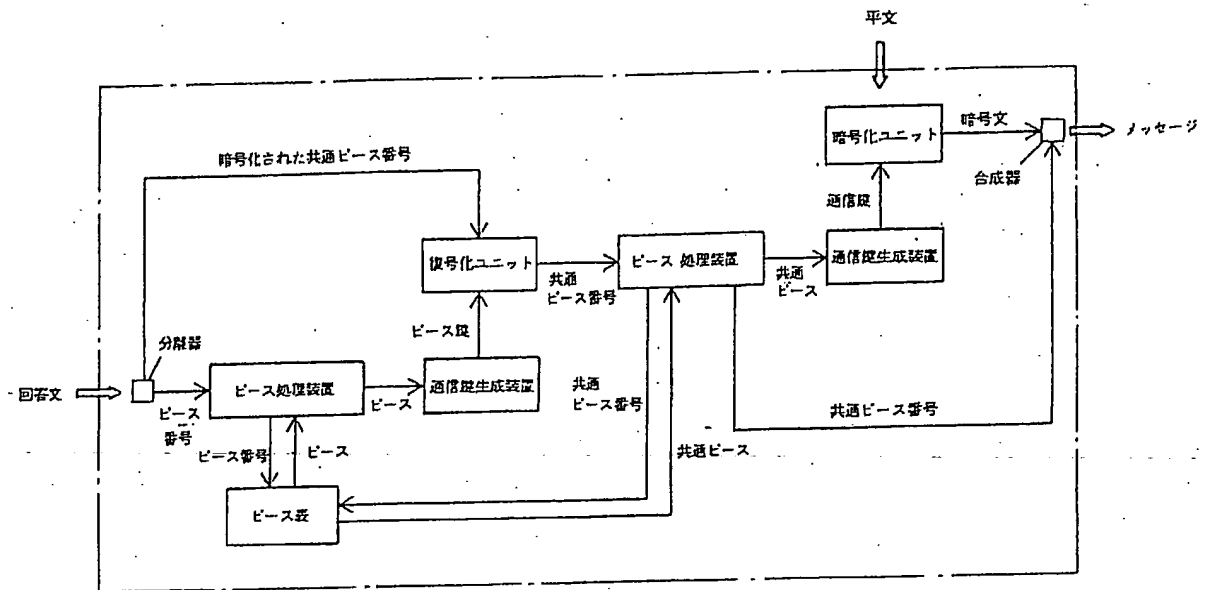 平文
暗号化ユニット
暗号文
メッセージ
合成器
通信錠
暗号化された共通ピース番号
復号化ユニット
共通
ピース番号
ピース 処理装置
共通
ピース
通信錠生成装置
ピース錠
分離器
回答文
ピース
番号
ピース処理装置
ピース
通信錠生成装置
共通
ピース番号
共通ピース番号
ピース番号
ピース
共通ピース
ピース表